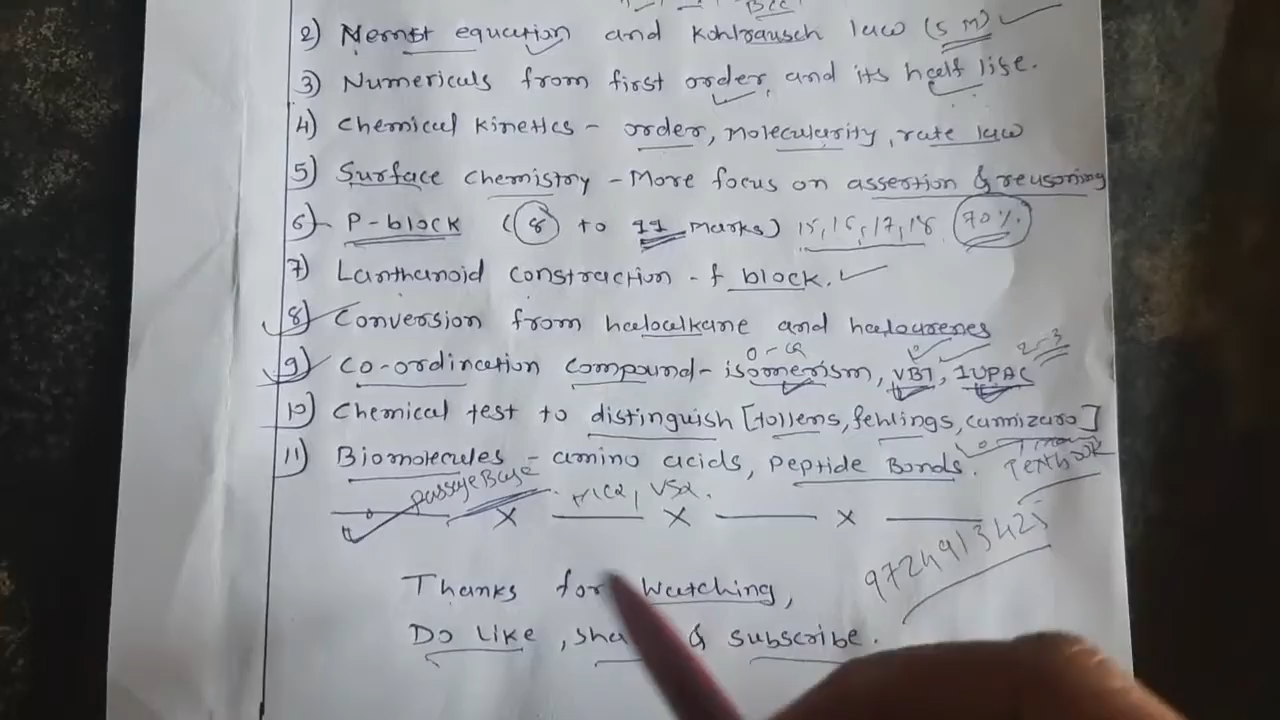 BCC
2) Nernst equation and Kohlrausch law (5 M)
3) Numericals from first order, and its half life.
4) Chemical Kinetics - order, Molecularity, rate law
5) Surface chemistry - More focus on assertion & reasoning
6) P-block (8 to 11 Marks) 15,16,17,18 70%.
7) Lanthanoid constraction - f block.
8) Conversion from haloalkane and haloarenes
9) Co-ordination compound - isomerism, VBT, IUPAC 2-3
10) Chemical test to distinguish [tollens, fehlings, cannizaro]
11) Biomolecules - amino acids, Peptide Bonds. Textbook
passage Base
x x x
9724913425
Thanks for Watching,
Do Like, sha & subscribe.